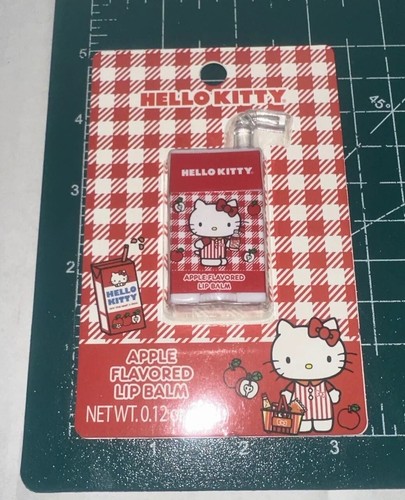 5
4
3
2
1
45°
HELLO KITTY
HELLO KITTY
APPLE FLAVORED
LIP BALM
HELLO
KITTY
APPLE
FLAVORED
LIP BALM
NET WT. 0.12
1
2
3